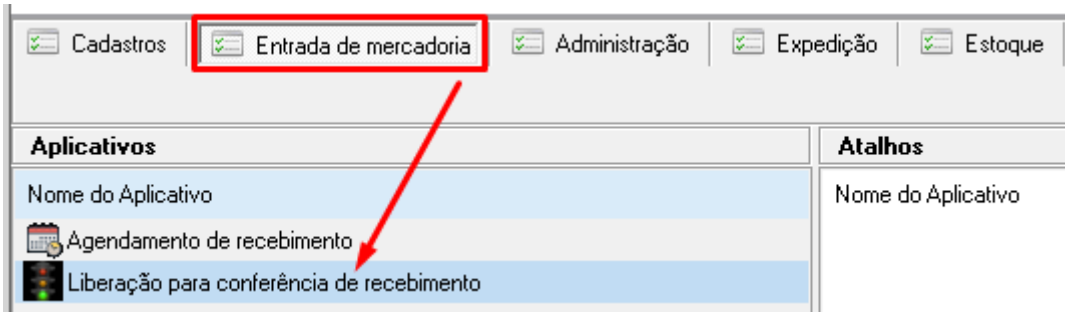 Cadastros Entrada de mercadoria Administração Expedição Estoque
Aplicativos Atalhos
Nome do Aplicativo Nome do Aplicativo
Agendamento de recebimento
Liberação para conferência de recebimento